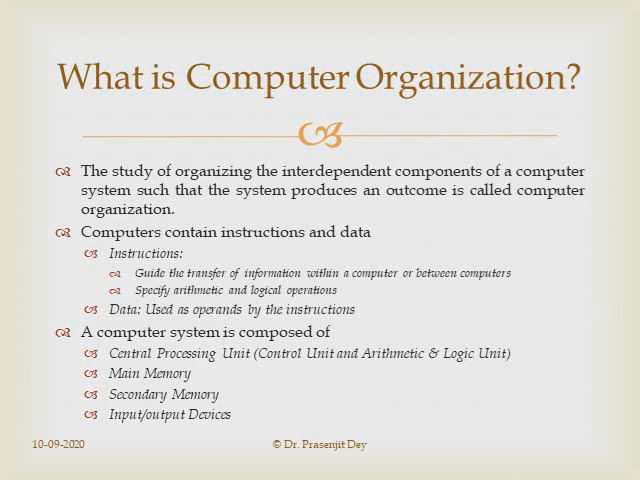 What is Computer Organization?
The study of organizing the interdependent components of a computer
system such that the system produces an outcome is called computer
organization.
Computers contain instructions and data
Instructions:
Guide the transfer of information within a computer or between computers
Specify arithmetic and logical operations
Data: Used as operands by the instructions
A computer system is composed of
Central Processing Unit (Control Unit and Arithmetic & Logic Unit)
Main Memory
Secondary Memory
Input/output Devices
10-09-2020
© Dr. Prasenjit Dey